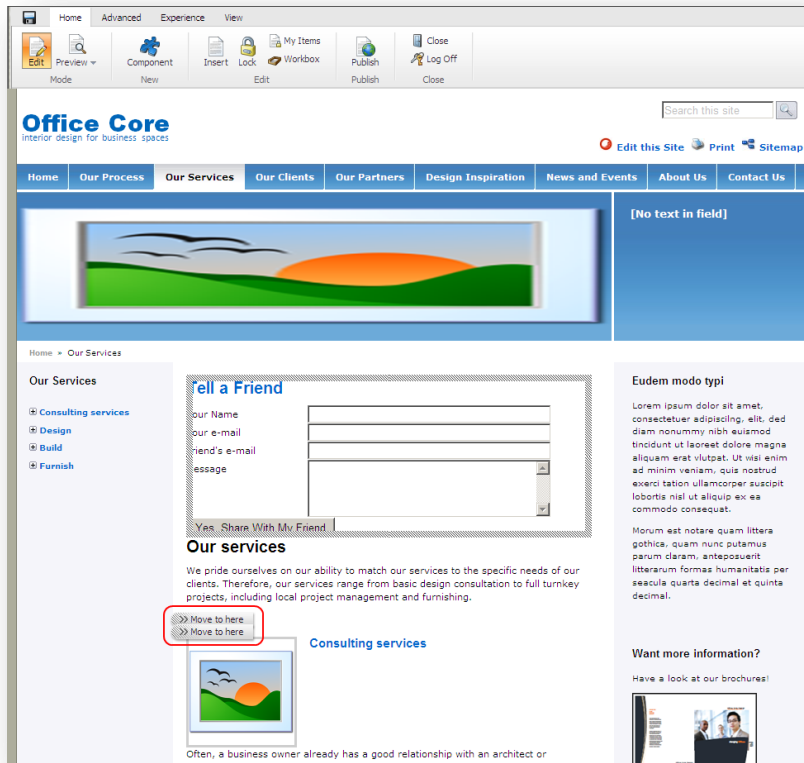 Home Advanced Experience View
Edit Preview Component Insert Lock My Items Workbox Publish Close Log Off
Mode New Edit Publish Close
Office Core
interior design for business spaces
Search this site
Edit this Site Print Sitemap
Home Our Process Our Services Our Clients Our Partners Design Inspiration News and Events About Us Contact Us
[No text in field]
Home » Our Services
Our Services
Consulting services
Design
Build
Furnish
Tell a Friend
our Name
our e-mail
riend's e-mail
essage
Yes, Share With My Friend
Our services
We pride ourselves on our ability to match our services to the specific needs of our
clients. Therefore, our services range from basic design consultation to full turnkey
projects, including local project management and furnishing.
>> Move to here
>> Move to here
Consulting services
Often, a business owner already has a good relationship with an architect or
Eudem modo typi
Lorem ipsum dolor sit amet,
consectetuer adipiscilng, elit, ded
diam nonummy nibh euismod
tincidunt ut laoreet dolore magna
aliquam erat vlutpat. Ut wisi enim
ad minim veniam, quis nostrud
exerci tation ullamcorper suscipit
lobortis nisl ut aliquip ex ea
commodo consequat.
Morum est notare quam littera
gothica, quam nunc putamus
parum claram, anteposuerit
litterarum formas humanitatis per
seacula quarta decimal et quinta
decimal.
Want more information?
Have a look at our brochures!